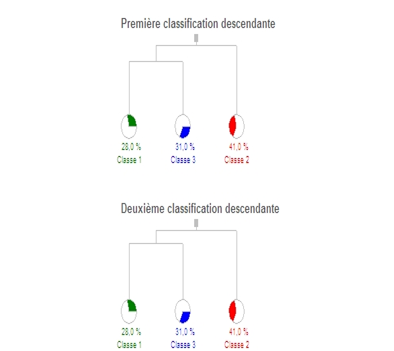 Première classification descendante
28,0 % 31,0 % 41,0 %
Classe 1 Classe 3 Classe 2
Deuxième classification descendante
28,0 % 31,0 % 41,0 %
Classe 1 Classe 3 Classe 2